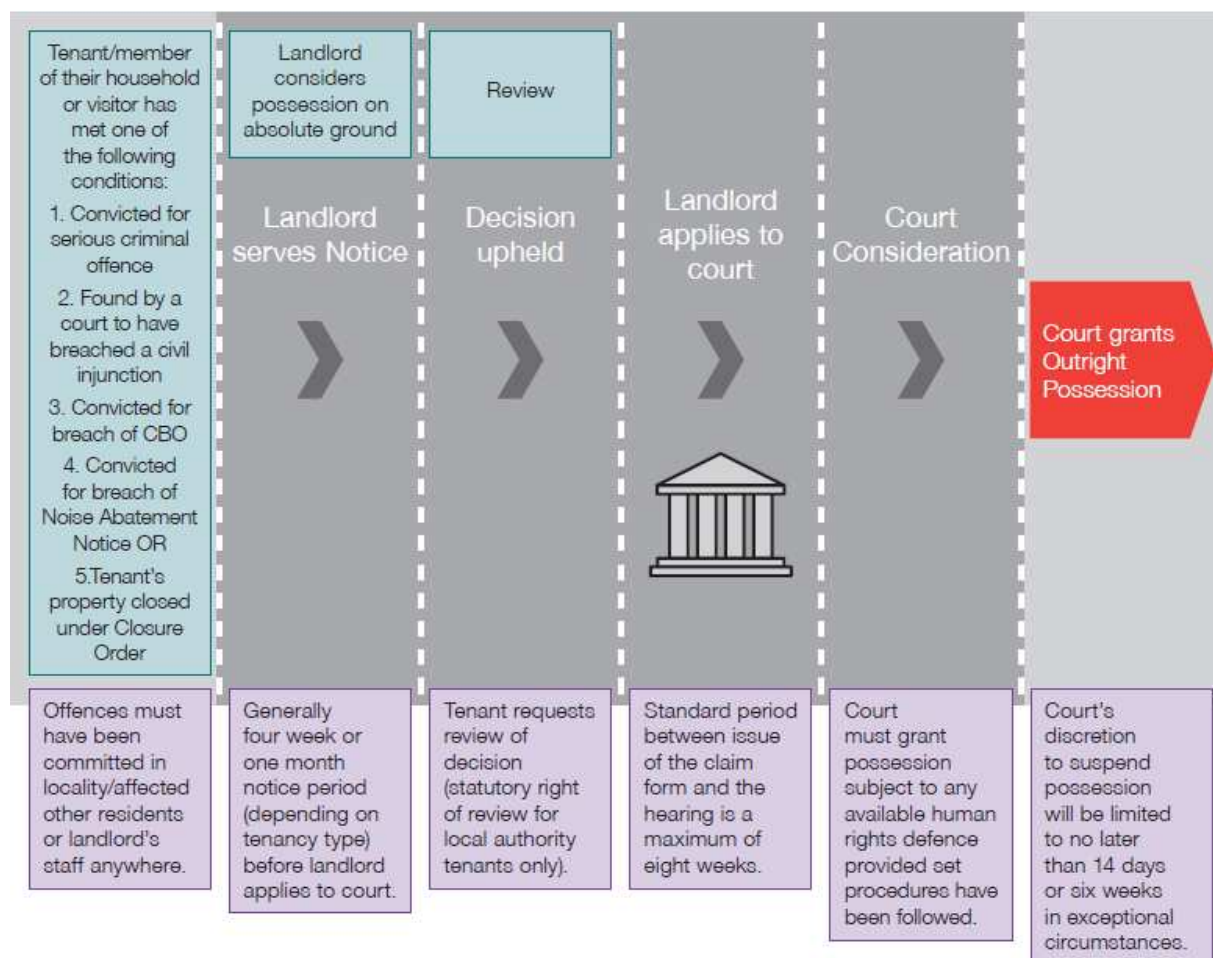 Tenant/member
of their household
or visitor has
met one of
the following
conditions:
1. Convicted for
serious criminal
offence
2. Found by a
court to have
breached a civil
injunction
3. Convicted for
breach of CBO
4. Convicted
for breach of
Noise Abatement
Notice OR
5.Tenant's
property closed
under Closure
Order
Offences must
have been
committed in
locality/affected
other residents
or landlord's
staff anywhere.
Landlord
considers
possession on
absolute ground
Landlord
serves Notice
Generally
four week or
one month
notice period
(depending on
tenancy type)
before landlord
applies to court.
Review
Decision
upheld
Tenant requests
review of
decision
(statutory right
of review for
local authority
tenants only).
Landlord
applies to
court
Standard period
between issue
of the claim
form and the
hearing is a
maximum of
eight weeks.
Court
Consideration
Court
must grant
possession
subject to any
available human
rights defence
provided set
procedures have
been followed.
Court grants
Outright
Possession
Court's
discretion
to suspend
possession
will be limited
to no later
than 14 days
or six weeks
in exceptional
circumstances.